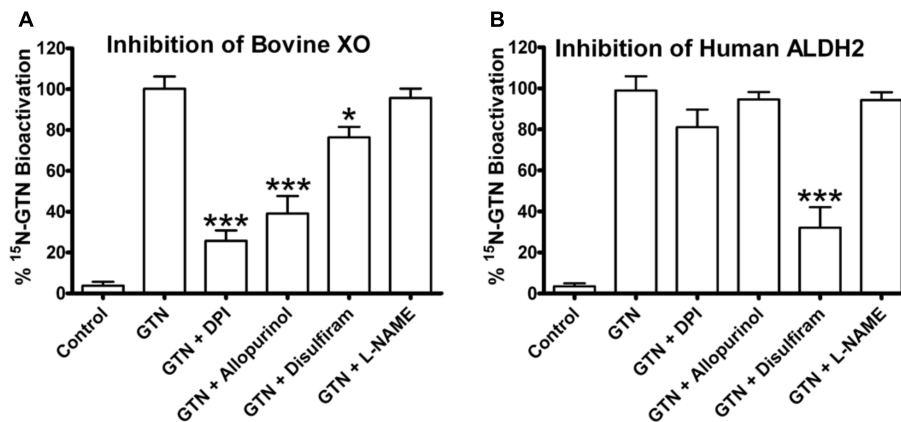 A
Inhibition of Bovine XO
% ¹⁵N-GTN Bioactivation
120
100
80
60
40
20
0
***
***
*
Control
GTN
GTN + DPI
GTN + Allopurinol
GTN + Disulfiram
GTN + L-NAME
B
Inhibition of Human ALDH2
% ¹⁵N-GTN Bioactivation
120
100
80
60
40
20
0
***
Control
GTN
GTN + DPI
GTN + Allopurinol
GTN + Disulfiram
GTN + L-NAME